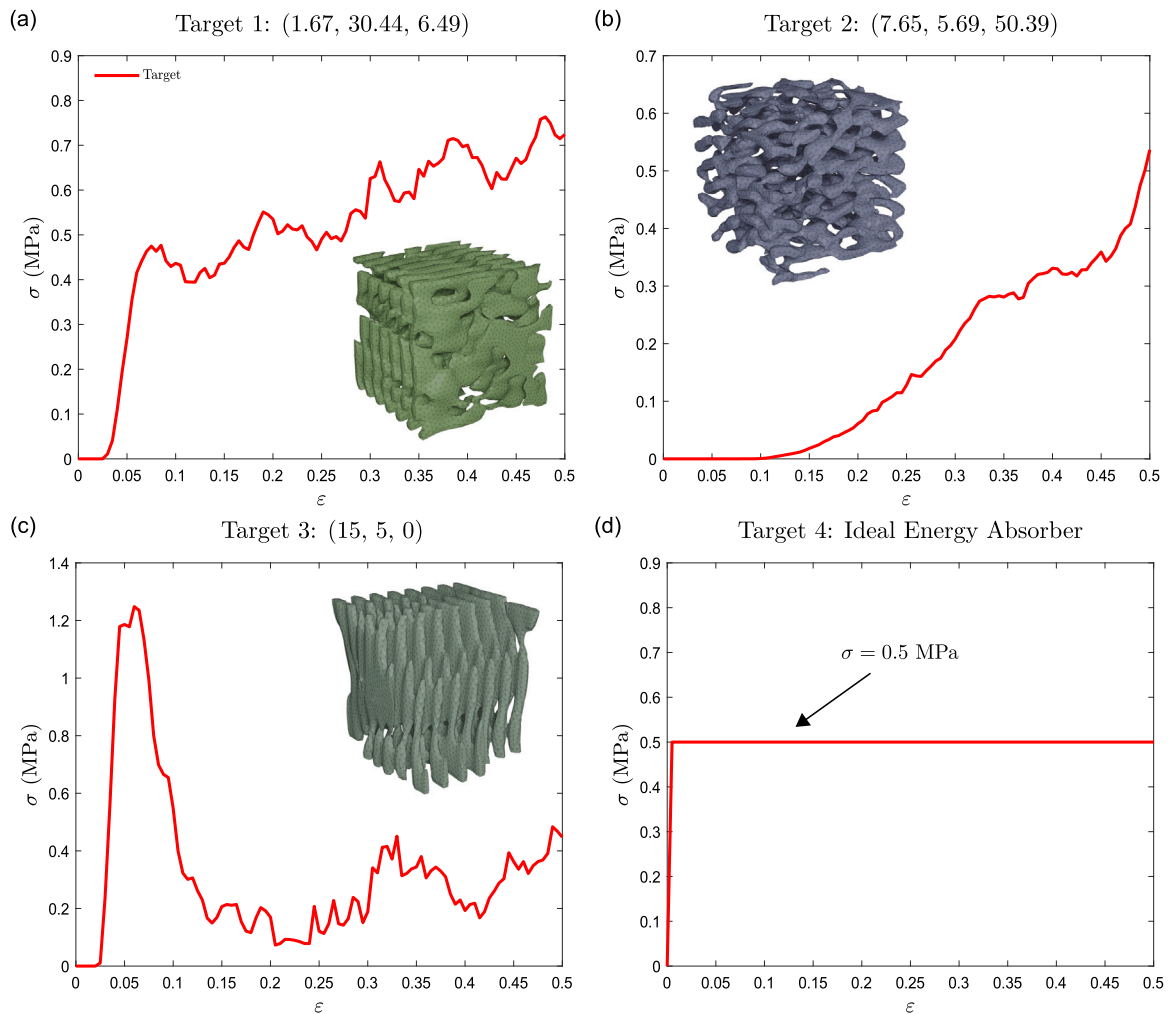 (a)
Target 1: (1.67, 30.44, 6.49)
Target
0.9
0.8
0.7
0.6
0.5
0.4
0.3
0.2
0.1
0
σ (MPa)
0 0.05 0.1 0.15 0.2 0.25 0.3 0.35 0.4 0.45 0.5
ε
(b)
Target 2: (7.65, 5.69, 50.39)
0.7
0.6
0.5
0.4
0.3
0.2
0.1
0
σ (MPa)
0 0.05 0.1 0.15 0.2 0.25 0.3 0.35 0.4 0.45 0.5
ε
(c)
Target 3: (15, 5, 0)
1.4
1.2
1
0.8
0.6
0.4
0.2
0
σ (MPa)
0 0.05 0.1 0.15 0.2 0.25 0.3 0.35 0.4 0.45 0.5
ε
(d)
Target 4: Ideal Energy Absorber
0.9
0.8
0.7
0.6
0.5
0.4
0.3
0.2
0.1
0
σ (MPa)
σ = 0.5 MPa
0 0.05 0.1 0.15 0.2 0.25 0.3 0.35 0.4 0.45 0.5
ε